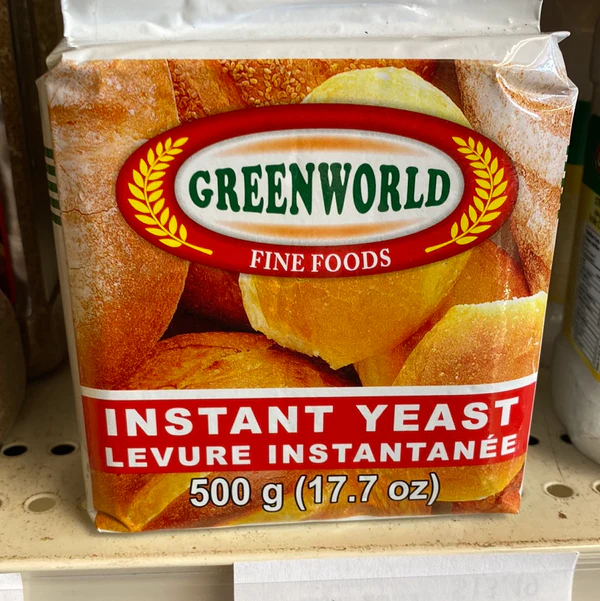 GREENWORLD
FINE FOODS
INSTANT YEAST
LEVURE INSTANTANÉE
500 g (17.7 oz)